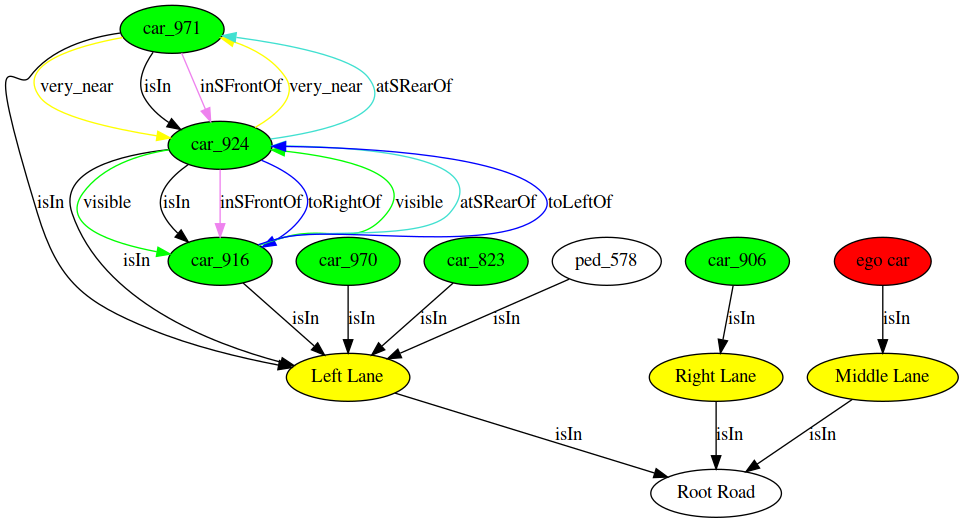 car_971
very_near isIn inSFrontOf very_near atSRearOf
car_924
isIn visible isIn inSFrontOf toRightOf visible atSRearOf toLeftOf
isIn car_916 car_970 car_823 ped_578 car_906 ego car
isIn isIn isIn isIn isIn isIn
Left Lane Right Lane Middle Lane
isIn isIn isIn
Root Road